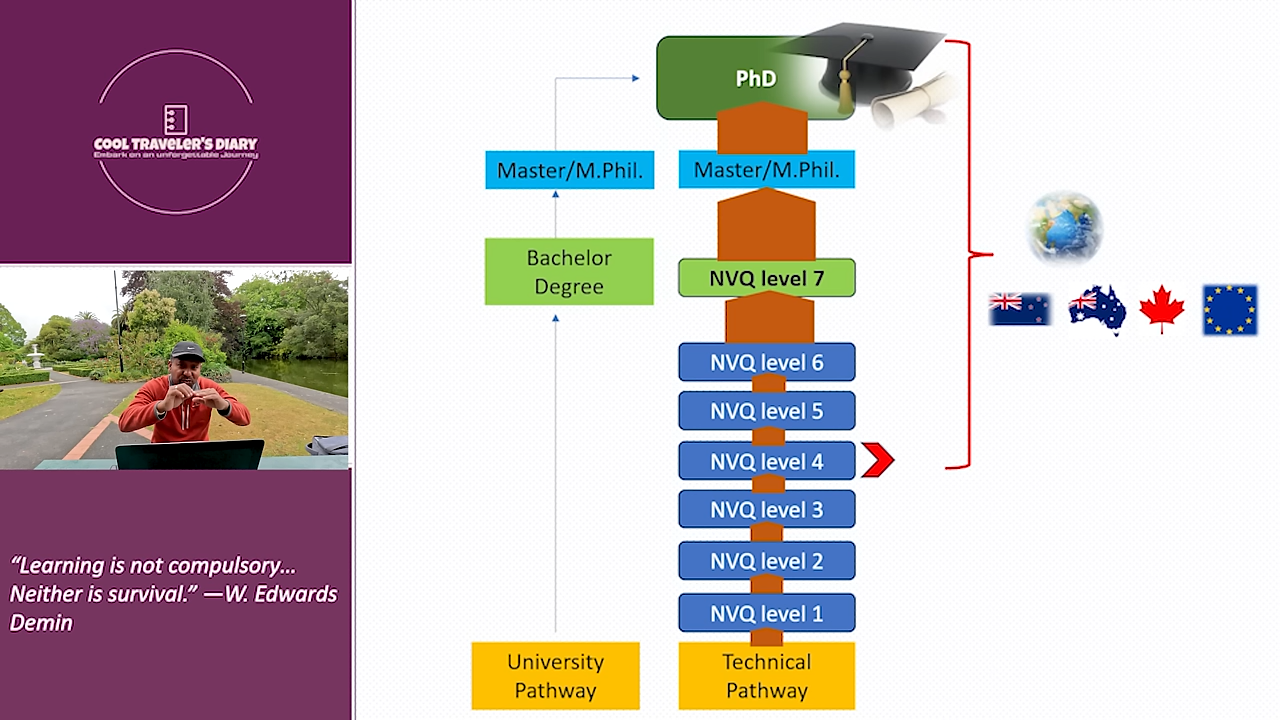 COOL TRAVELER'S DIARY
Embark on an unforgettable Journey
“Learning is not compulsory…
Neither is survival.” —W. Edwards
Demin
PhD
Master/M.Phil.
Master/M.Phil.
Bachelor
Degree
NVQ level 7
NVQ level 6
NVQ level 5
NVQ level 4
NVQ level 3
NVQ level 2
NVQ level 1
University
Pathway
Technical
Pathway